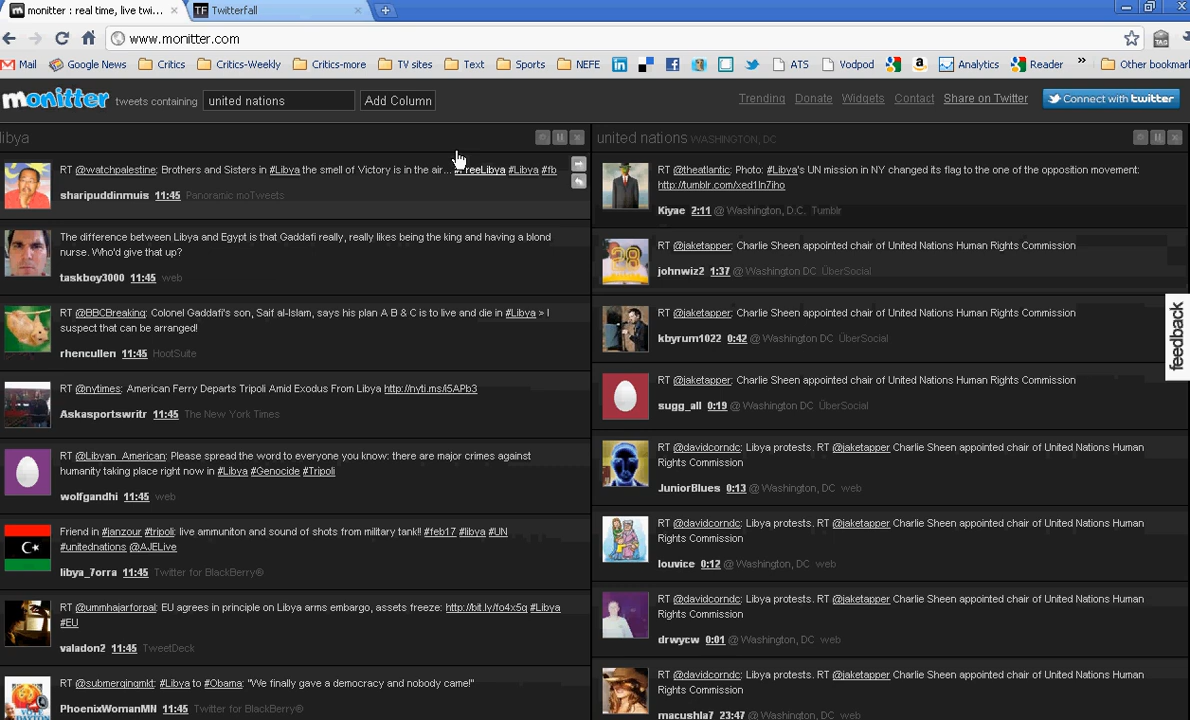 monitter : real time, live twi...
Twitterfall
www.monitter.com
Mail Google News Critics Critics-Weekly Critics-more TV sites Text Sports NEFE ATS Vodpod Analytics Reader » Other bookmar
monitter tweets containing united nations Add Column Trending Donate Widgets Contact Share on Twitter Connect with twitter
libya
RT @watchpalestine: Brothers and Sisters in #Libya the smell of Victory is in the air... #FreeLibya #Libya #fb
sharipuddinmuis 11:45 Panoramic moTweets
The difference between Libya and Egypt is that Gaddafi really, really likes being the king and having a blond
nurse. Who'd give that up?
taskboy3000 11:45 web
RT @BBCBreaking: Colonel Gaddafi's son, Saif al-Islam, says his plan A B & C is to live and die in #Libya » I
suspect that can be arranged!
rhencullen 11:45 HootSuite
RT @nytimes: American Ferry Departs Tripoli Amid Exodus From Libya http://nyti.ms/i5APb3
Askasportswritr 11:45 The New York Times
RT @Libyan_American: Please spread the word to everyone you know: there are major crimes against
humanity taking place right now in #Libya #Genocide #Tripoli
wolfgandhi 11:45 web
Friend in #janzour #tripoli: live ammuniton and sound of shots from military tank!! #feb17 #libya #UN
#unitednations @AJELive
libya_7orra 11:45 Twitter for BlackBerry®
RT @ummhajarforpal: EU agrees in principle on Libya arms embargo, assets freeze: http://bit.ly/fo4x5q #Libya
#EU
valadon2 11:45 TweetDeck
RT @submergingmkt: #Libya to #Obama: "We finally gave a democracy and nobody came!"
PhoenixWomanMN 11:45 Twitter for BlackBerry®
united nations WASHINGTON, DC
RT @theatlantic: Photo: #Libya's UN mission in NY changed its flag to the one of the opposition movement:
http://tumblr.com/xed1ln7iho
Kiyae 2:11 @ Washington, D.C. Tumblr
RT @jaketapper: Charlie Sheen appointed chair of United Nations Human Rights Commission
johnwiz2 1:37 @ Washington DC ÜberSocial
RT @jaketapper: Charlie Sheen appointed chair of United Nations Human Rights Commission
kbyrum1022 0:42 @ Washington DC ÜberSocial
RT @jaketapper: Charlie Sheen appointed chair of United Nations Human Rights Commission
sugg_all 0:19 @ Washington DC ÜberSocial
RT @davidcorndc: Libya protests. RT @jaketapper Charlie Sheen appointed chair of United Nations Human
Rights Commission
JuniorBlues 0:13 @ Washington, DC web
RT @davidcorndc: Libya protests. RT @jaketapper Charlie Sheen appointed chair of United Nations Human
Rights Commission
louvice 0:12 @ Washington, DC web
RT @davidcorndc: Libya protests. RT @jaketapper Charlie Sheen appointed chair of United Nations Human
Rights Commission
drwycw 0:01 @ Washington, DC web
RT @davidcorndc: Libya protests. RT @jaketapper Charlie Sheen appointed chair of United Nations Human
Rights Commission
macushla7 23:47 @ Washington, DC web
feedback